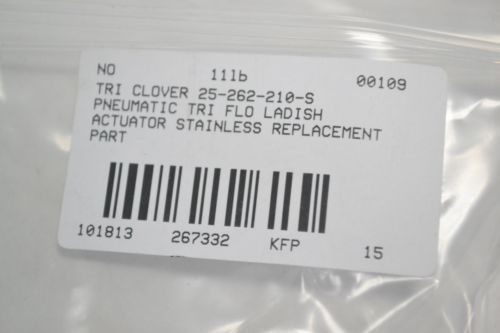 NO 11lb 00109
TRI CLOVER 25-262-210-S
PNEUMATIC TRI FLO LADISH
ACTUATOR STAINLESS REPLACEMENT
PART
101813 267332 KFP 15